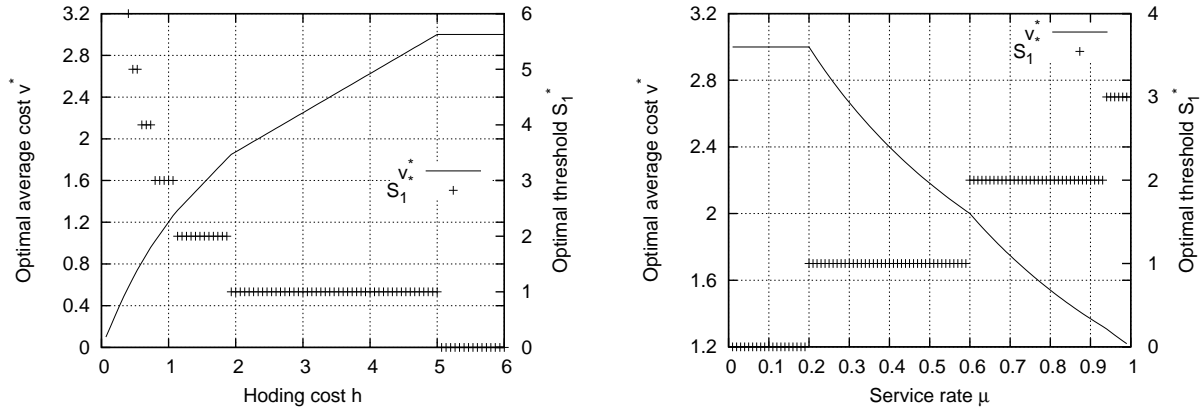 3.2
2.8
2.4
2
1.6
1.2
0.8
0.4
0
Optimal average cost v*
0 1 2 3 4 5 6
Hoding cost h
6
5
4
3
2
1
0
Optimal threshold S1*
v*
S1*
3.2
2.8
2.4
2
1.6
1.2
Optimal average cost v*
0 0.1 0.2 0.3 0.4 0.5 0.6 0.7 0.8 0.9 1
Service rate μ
4
3
2
1
0
Optimal threshold S1*
v*
S1*